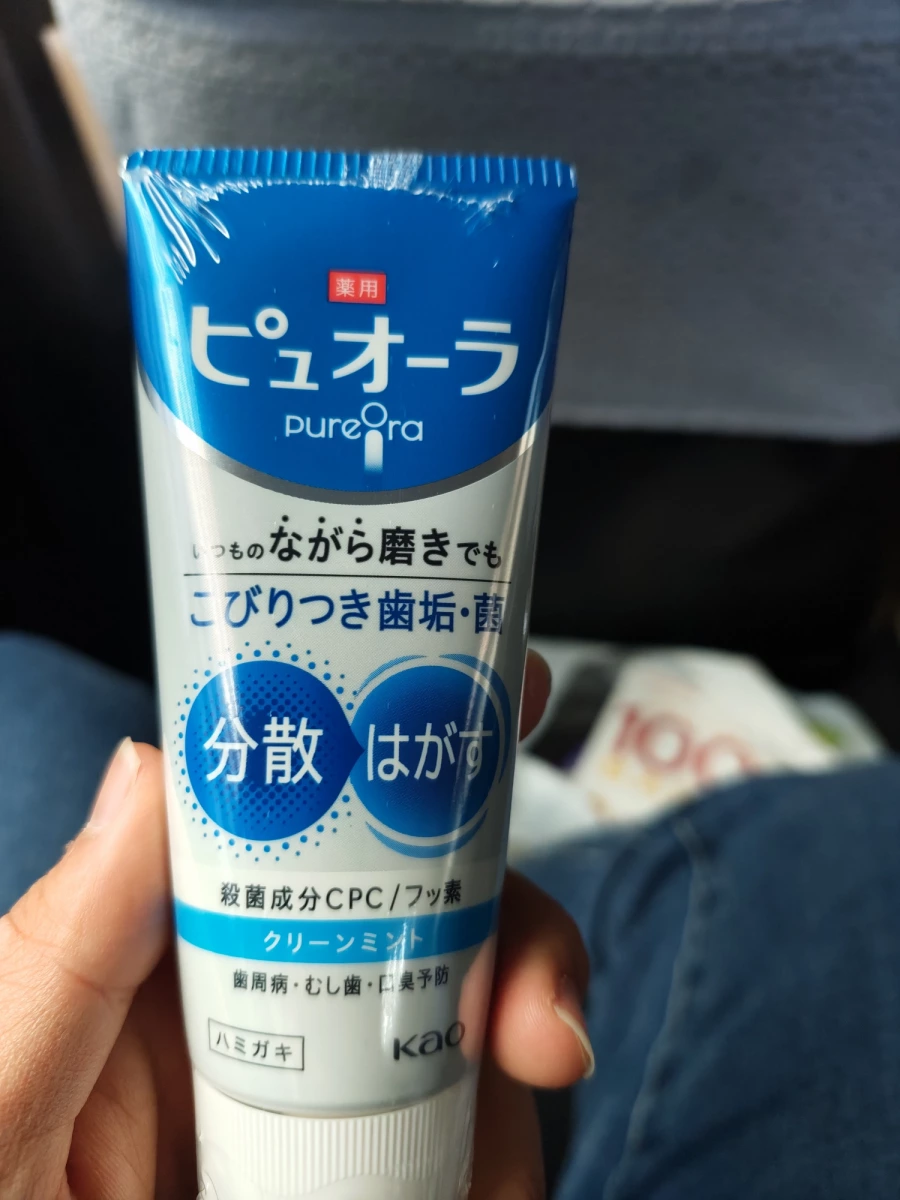 薬用
ピュオーラ
pureora
いつものながら磨きでも
こびりつき歯垢・菌
分散 はがす
殺菌成分CPC/フッ素
クリーンミント
歯周病・むし歯・口臭予防
ハミガキ
Kao
100